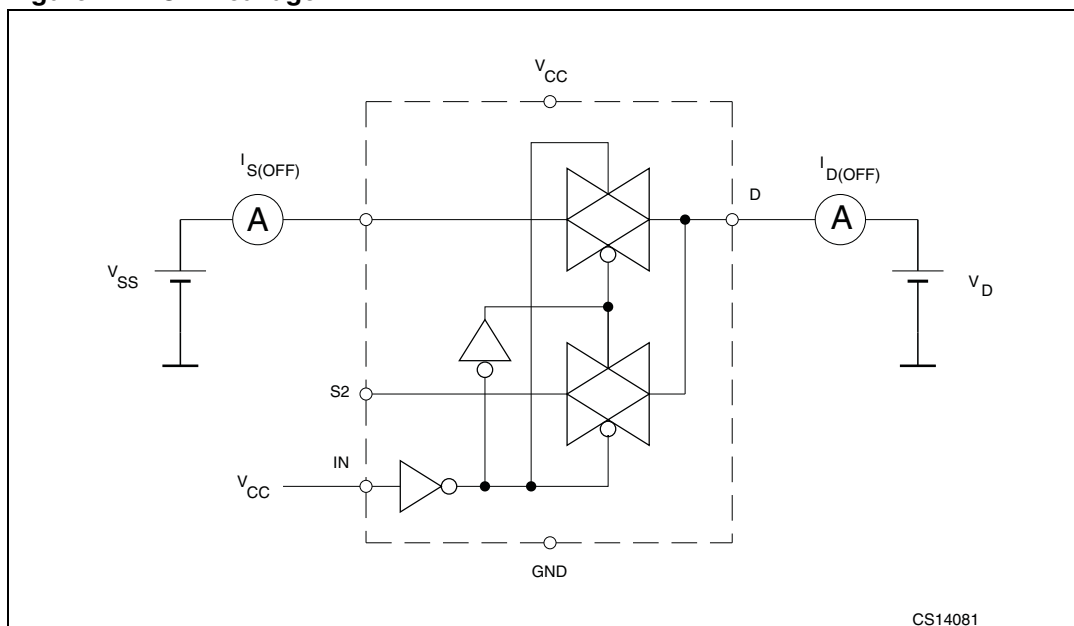 V CC
I S(OFF)
I D(OFF)
A
D
A
V SS
V D
S2
IN
V CC
GND
CS14081